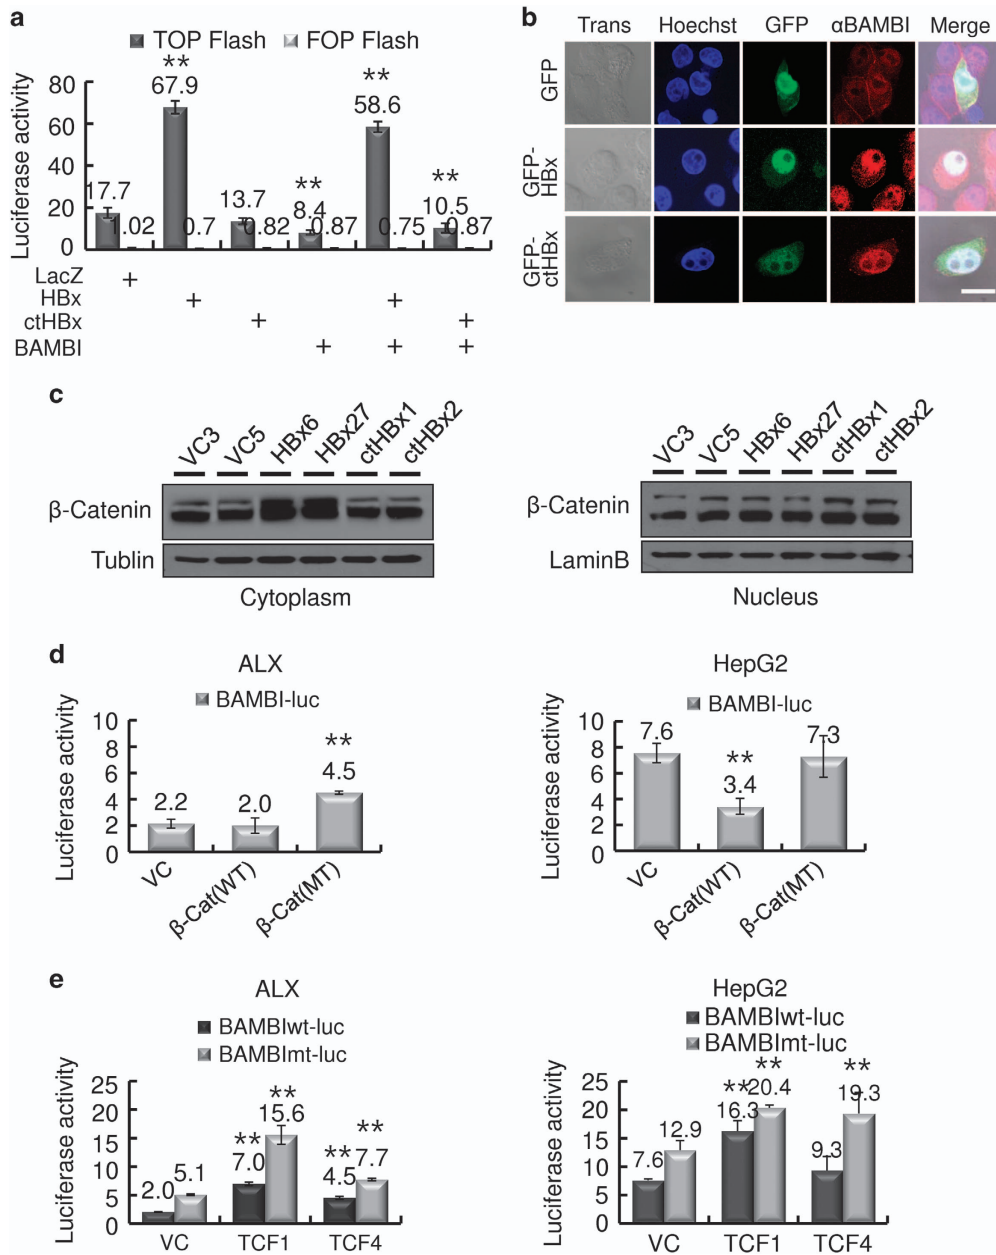 a
TOP Flash FOP Flash
Luciferase activity
80
60
40
20
0
17.7 1.02 ** 67.9 0.7 13.7 0.82 ** 8.4 0.87 ** 58.6 0.75 ** 10.5 0.87
LacZ +
HBx + +
ctHBx + +
BAMBI + + +
b
Trans Hoechst GFP αBAMBI Merge
GFP
GFP-
HBx
GFP-
ctHBx
c
VC3 VC5 HBx6 HBx27 ctHBx1 ctHBx2
β-Catenin
Tublin
Cytoplasm
VC3 VC5 HBx6 HBx27 ctHBx1 ctHBx2
β-Catenin
LaminB
Nucleus
d
ALX
BAMBI-luc
Luciferase activity
10
8
6
4
2
0
2.2 2.0 ** 4.5
VC β-Cat(WT) β-Cat(MT)
HepG2
BAMBI-luc
Luciferase activity
10
8
6
4
2
0
7.6 ** 3.4 7.3
VC β-Cat(WT) β-Cat(MT)
e
ALX
BAMBIwt-luc
BAMBImt-luc
Luciferase activity
25
20
15
10
5
0
2.0 5.1 ** 7.0 ** 15.6 ** 4.5 ** 7.7
VC TCF1 TCF4
HepG2
BAMBIwt-luc
BAMBImt-luc
Luciferase activity
25
20
15
10
5
0
7.6 12.9 ** 16.3 ** 20.4 9.3 ** 19.3
VC TCF1 TCF4